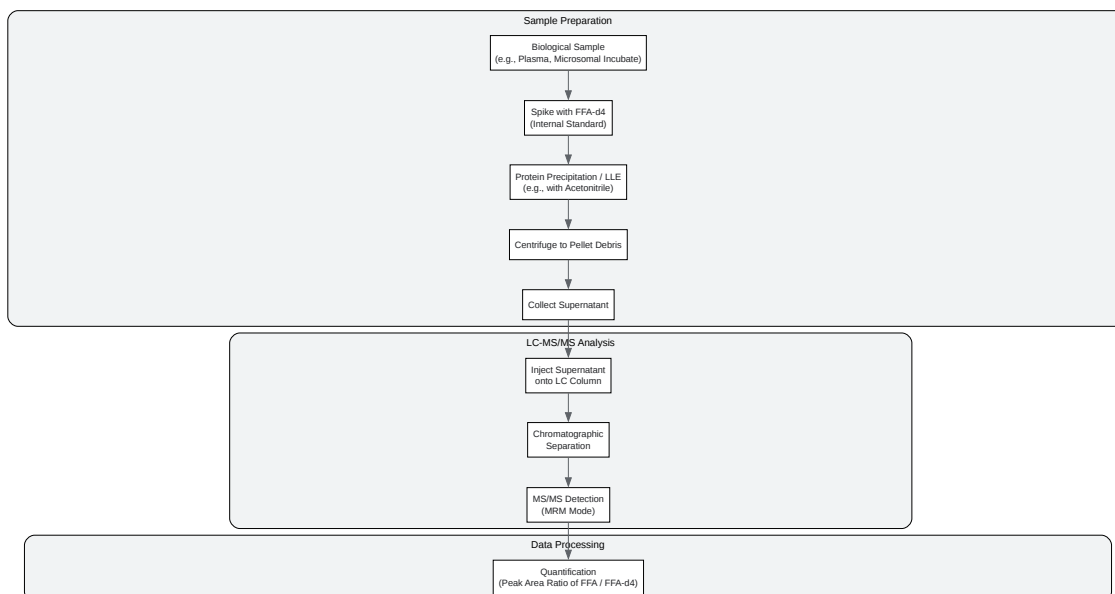 Sample Preparation
Biological Sample
(e.g., Plasma, Microsomal Incubate)
Spike with FFA-d4
(Internal Standard)
Protein Precipitation / LLE
(e.g., with Acetonitrile)
Centrifuge to Pellet Debris
Collect Supernatant
LC-MS/MS Analysis
Inject Supernatant
onto LC Column
Chromatographic
Separation
MS/MS Detection
(MRM Mode)
Data Processing
Quantification
(Peak Area Ratio of FFA / FFA-d4)